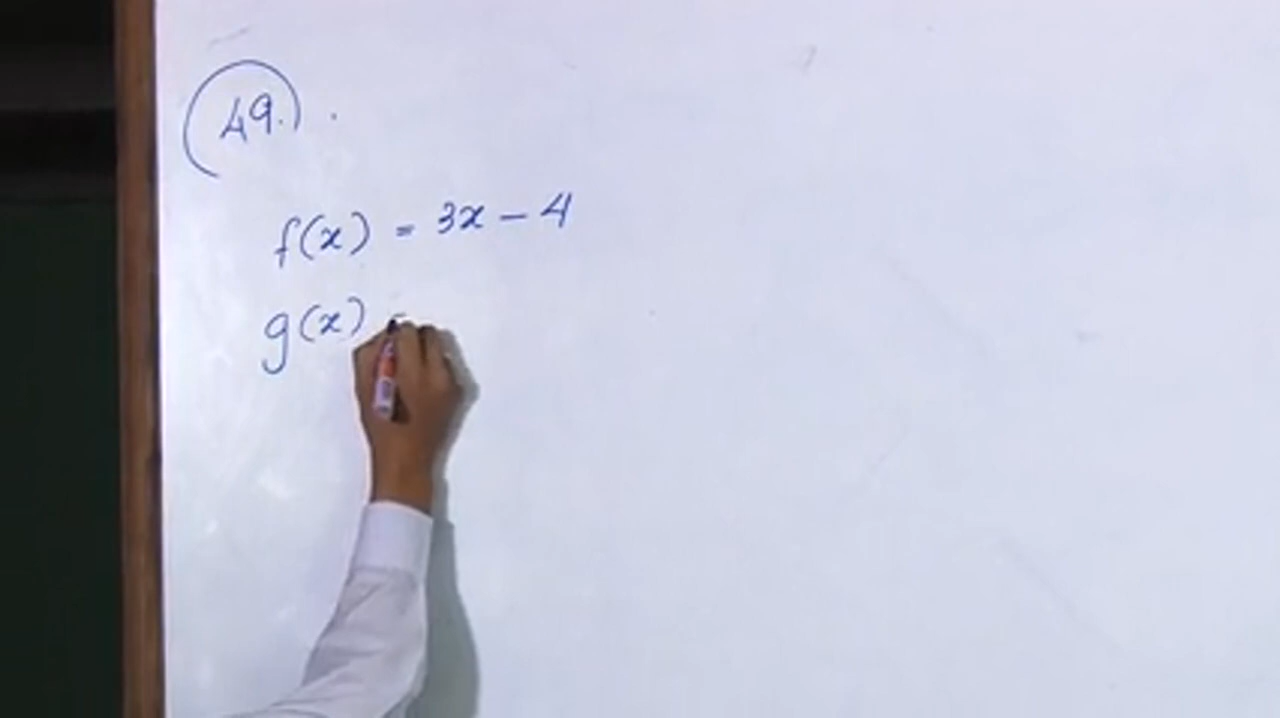 49.
f(x) = 3x - 4
g(x) =